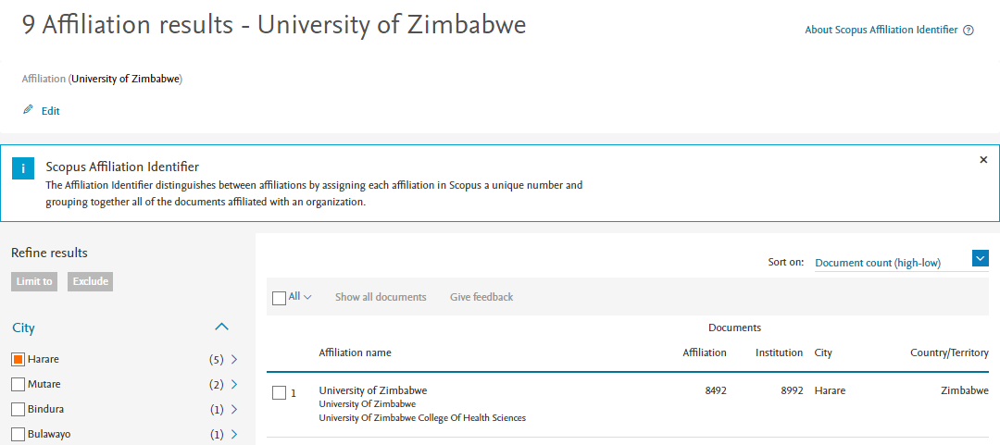 9 Affiliation results - University of Zimbabwe
About Scopus Affiliation Identifier ?
Affiliation (University of Zimbabwe)
Edit
i
Scopus Affiliation Identifier
×
The Affiliation Identifier distinguishes between affiliations by assigning each affiliation in Scopus a unique number and
grouping together all of the documents affiliated with an organization.
Refine results
Limit to Exclude
City
Harare (5)
Mutare (2)
Bindura (1)
Bulawayo (1)
Sort on: Document count (high-low)
All Show all documents Give feedback
Documents
Affiliation name Affiliation Institution City Country/Territory
1 University of Zimbabwe 8492 8992 Harare Zimbabwe
University Of Zimbabwe
University Of Zimbabwe College Of Health Sciences